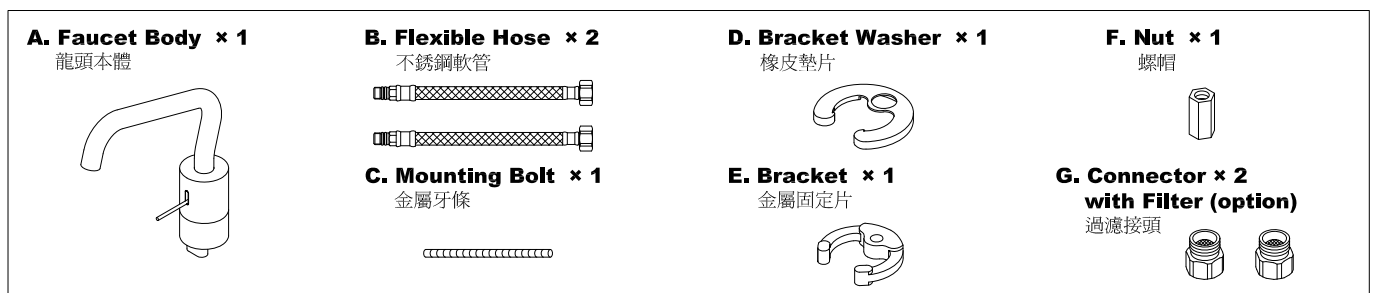 A. Faucet Body × 1
龍頭本體
B. Flexible Hose × 2
不銹鋼軟管
C. Mounting Bolt × 1
金屬牙條
D. Bracket Washer × 1
橡皮墊片
E. Bracket × 1
金屬固定片
F. Nut × 1
螺帽
G. Connector × 2
with Filter (option)
過濾接頭